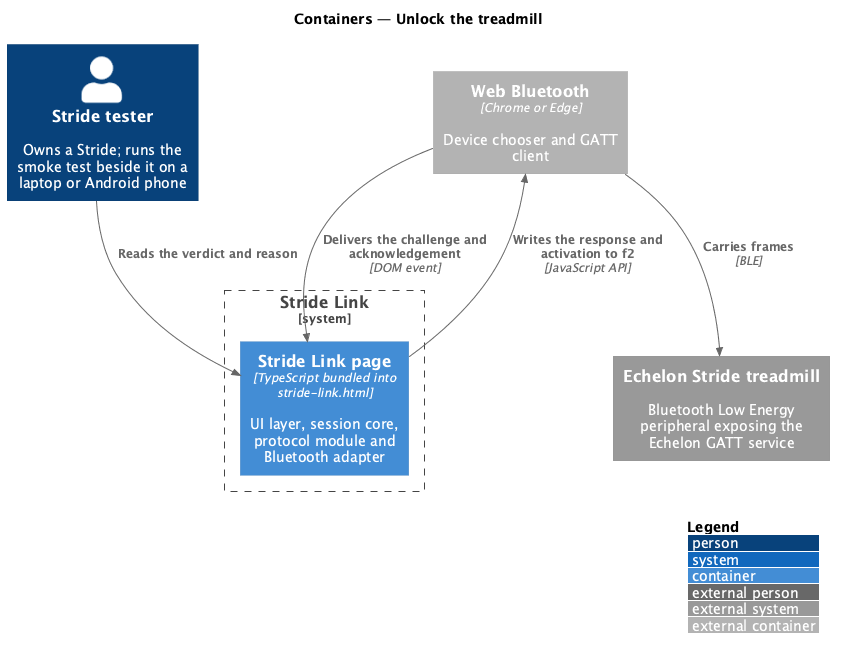 Containers — Unlock the treadmill
Stride tester
Owns a Stride; runs the
smoke test beside it on a
laptop or Android phone
Web Bluetooth
[Chrome or Edge]
Device chooser and GATT
client
Reads the verdict and reason
Delivers the challenge and
acknowledgement
[DOM event]
Writes the response and
activation to f2
[JavaScript API]
Carries frames
[BLE]
Stride Link
[system]
Stride Link page
[TypeScript bundled into
stride-link.html]
UI layer, session core,
protocol module and
Bluetooth adapter
Echelon Stride treadmill
Bluetooth Low Energy
peripheral exposing the
Echelon GATT service
Legend
person
system
container
external person
external system
external container